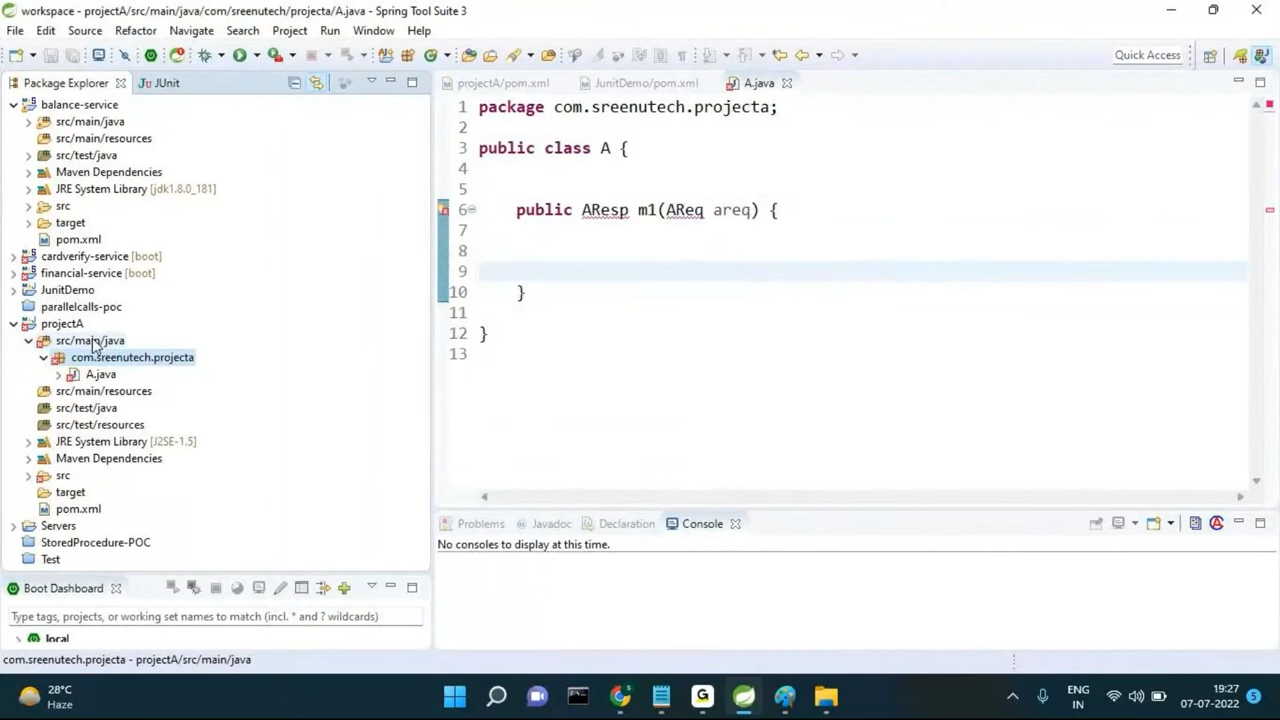 workspace - projectA/src/main/java/com/sreenutech/projecta/A.java - Spring Tool Suite 3
File Edit Source Refactor Navigate Search Project Run Window Help
Quick Access
Package Explorer JUnit
balance-service
src/main/java
src/main/resources
src/test/java
Maven Dependencies
JRE System Library [jdk1.8.0_181]
src
target
pom.xml
cardverify-service [boot]
financial-service [boot]
JunitDemo
parallelcalls-poc
projectA
src/main/java
com.sreenutech.projecta
A.java
src/main/resources
src/test/java
src/test/resources
JRE System Library [J2SE-1.5]
Maven Dependencies
src
target
pom.xml
Servers
StoredProcedure-POC
Test
Boot Dashboard
Type tags, projects, or working set names to match (incl. * and ? wildcards)
local
projectA/pom.xml JunitDemo/pom.xml A.java
1 package com.sreenutech.projecta;
2
3 public class A {
4
5
6 public AResp m1(AReq areq) {
7
8
9
10 }
11
12 }
13
Problems Javadoc Declaration Console
No consoles to display at this time.
com.sreenutech.projecta - projectA/src/main/java
28°C
Haze
ENG
IN
19:27
07-07-2022
5